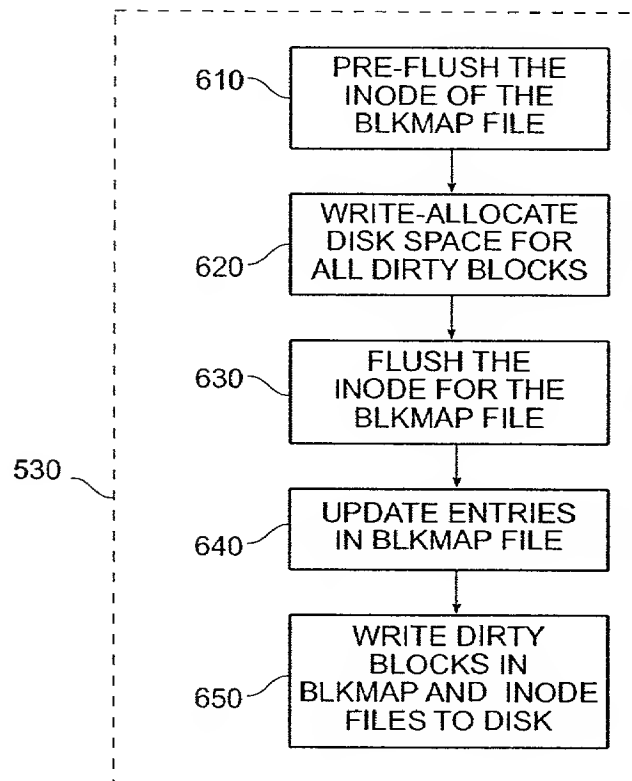 610
PRE-FLUSH THE
INODE OF THE
BLKMAP FILE
620
WRITE-ALLOCATE
DISK SPACE FOR
ALL DIRTY BLOCKS
630
FLUSH THE
INODE FOR THE
BLKMAP FILE
530
640
UPDATE ENTRIES
IN BLKMAP FILE
650
WRITE DIRTY
BLOCKS IN
BLKMAP AND INODE
FILES TO DISK